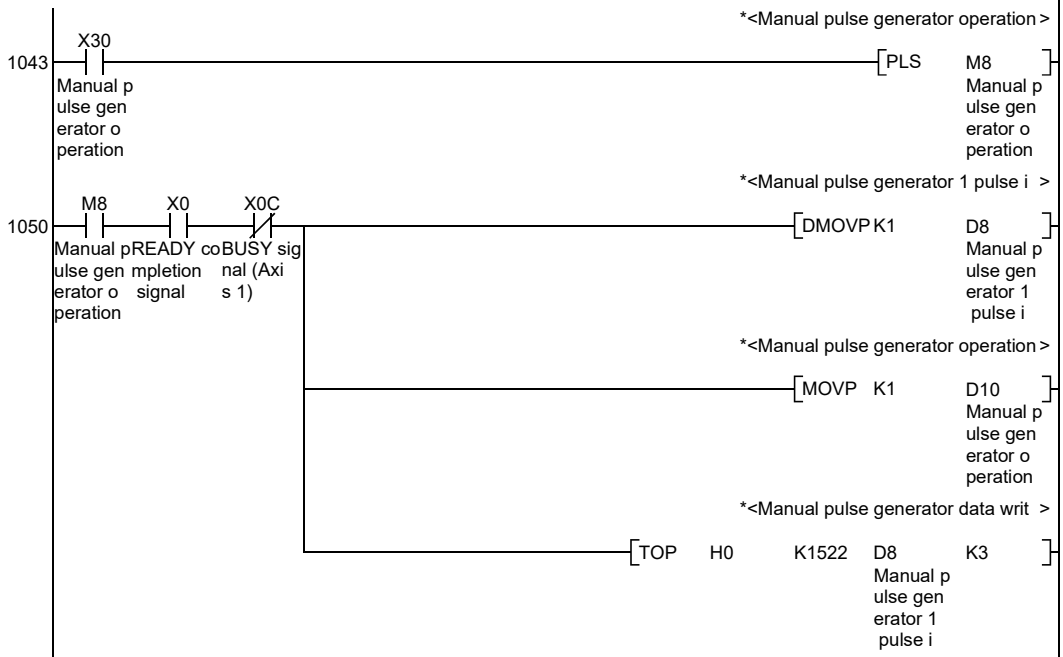 *<Manual pulse generator operation>
X30
1043
PLS M8
Manual p
ulse gen
erator o
peration
Manual p
ulse gen
erator o
peration
*<Manual pulse generator 1 pulse i >
M8 X0 X0C
1050
DMOVP K1 D8
Manual p
ulse gen
erator o
peration
READY co
mpletion
signal
BUSY sig
nal (Axi
s 1)
Manual p
ulse gen
erator 1
pulse i
*<Manual pulse generator operation>
MOVP K1 D10
Manual p
ulse gen
erator o
peration
*<Manual pulse generator data writ >
TOP H0 K1522 D8 K3
Manual p
ulse gen
erator 1
pulse i